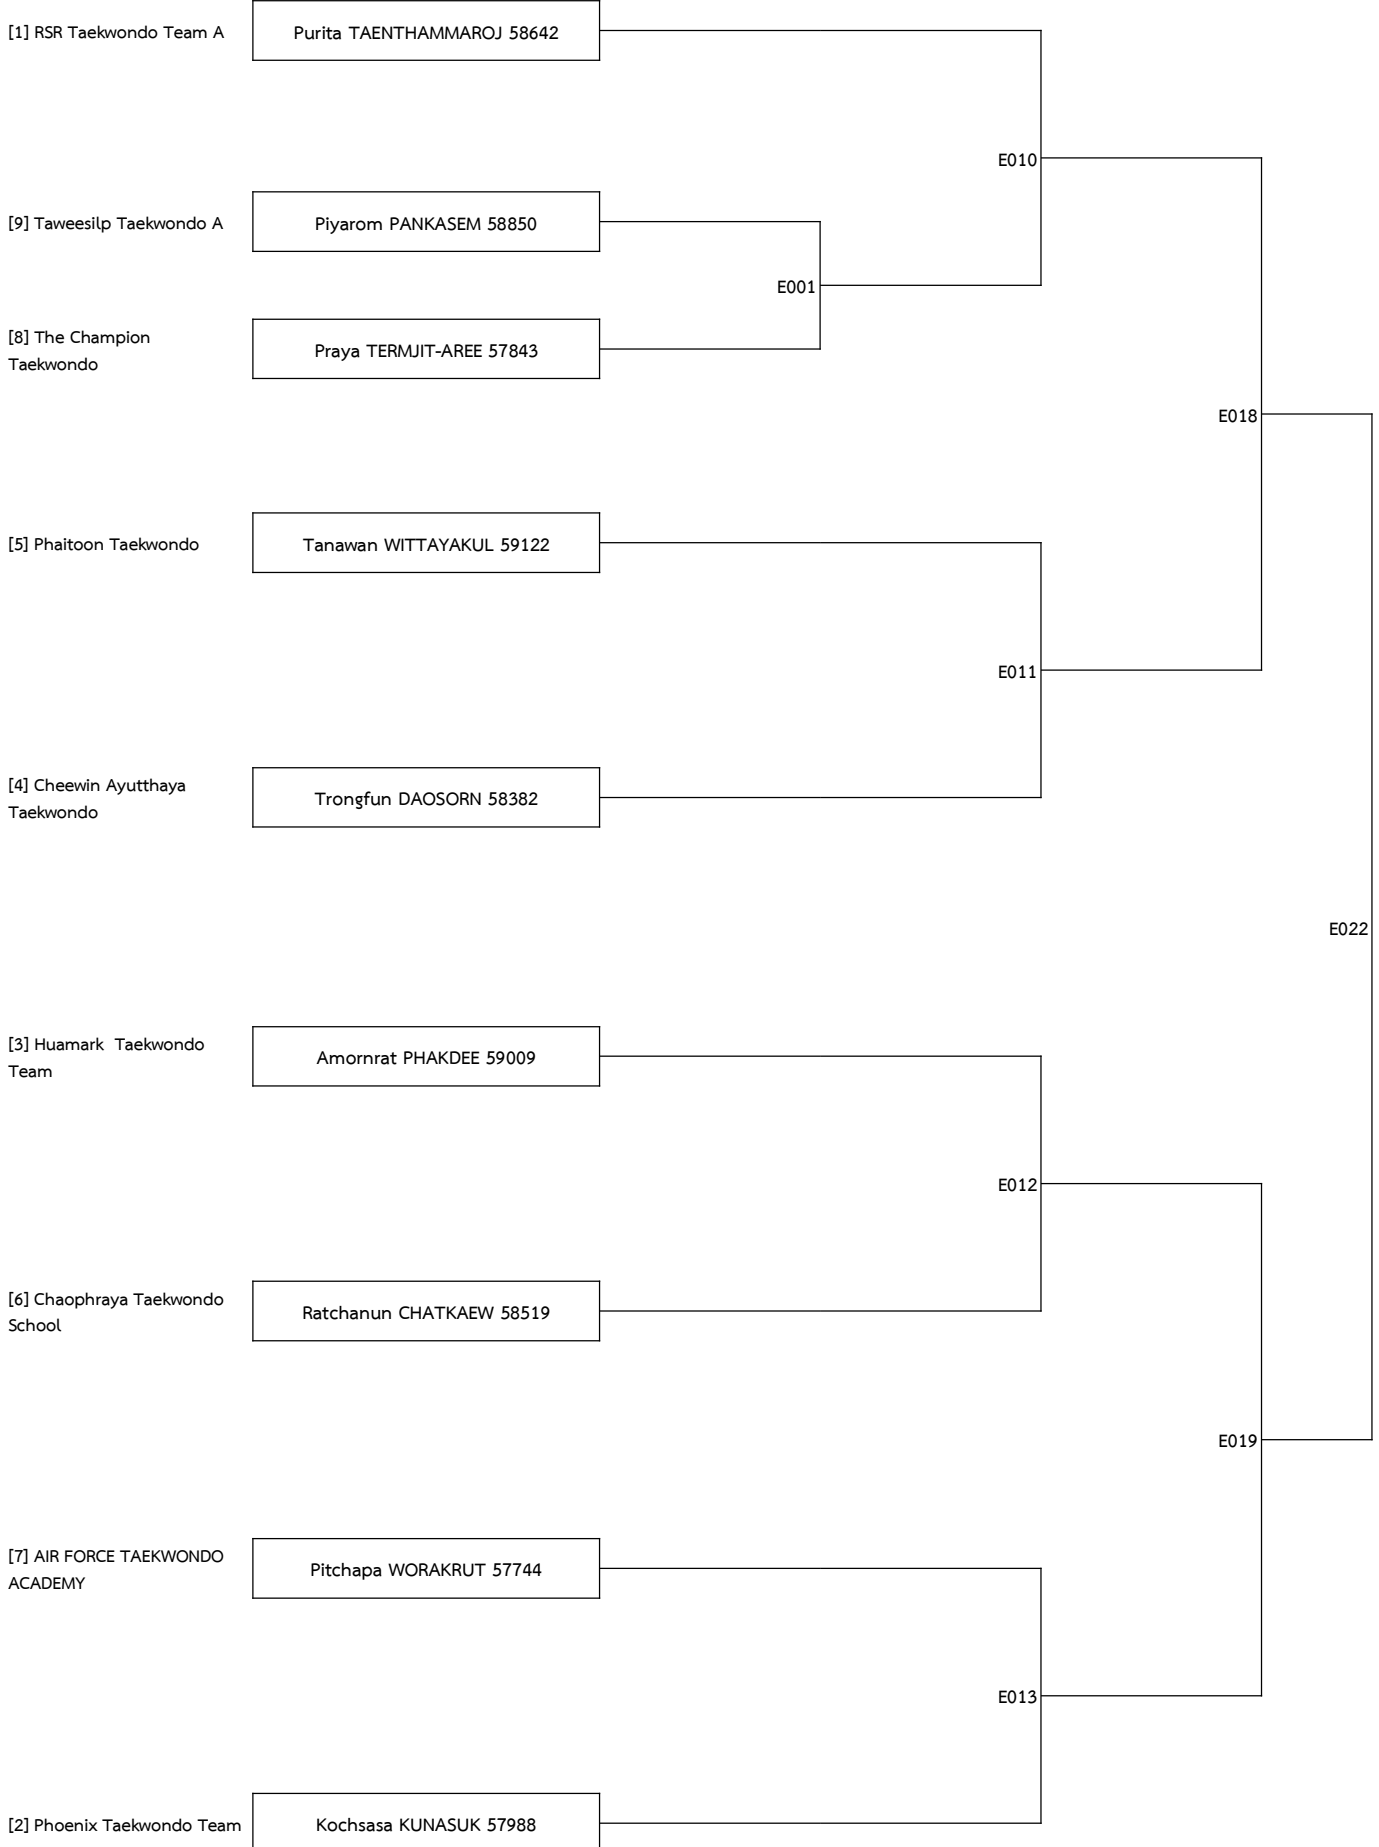 [1] RSR Taekwondo Team A
Purita TAENTHAMMAROJ 58642
E010
[9] Taweesilp Taekwondo A
Piyarom PANKASEM 58850
E001
[8] The Champion
Taekwondo
Praya TERMJIT-AREE 57843
E018
[5] Phaitoon Taekwondo
Tanawan WITTAYAKUL 59122
E011
[4] Cheewin Ayutthaya
Taekwondo
Trongfun DAOSORN 58382
E022
[3] Huamark  Taekwondo
Team
Amornrat PHAKDEE 59009
E012
[6] Chaophraya Taekwondo
School
Ratchanun CHATKAEW 58519
E019
[7] AIR FORCE TAEKWONDO
ACADEMY
Pitchapa WORAKRUT 57744
E013
[2] Phoenix Taekwondo Team
Kochsasa KUNASUK 57988